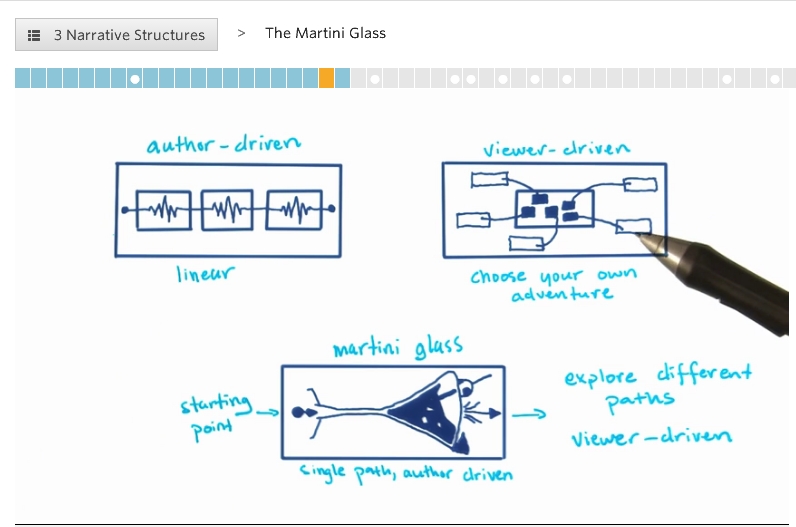 3 Narrative Structures > The Martini Glass
author-driven
viewer-driven
linear
choose your own
adventure
martini glass
starting
point
explore different
paths
viewer-driven
single path, author driven